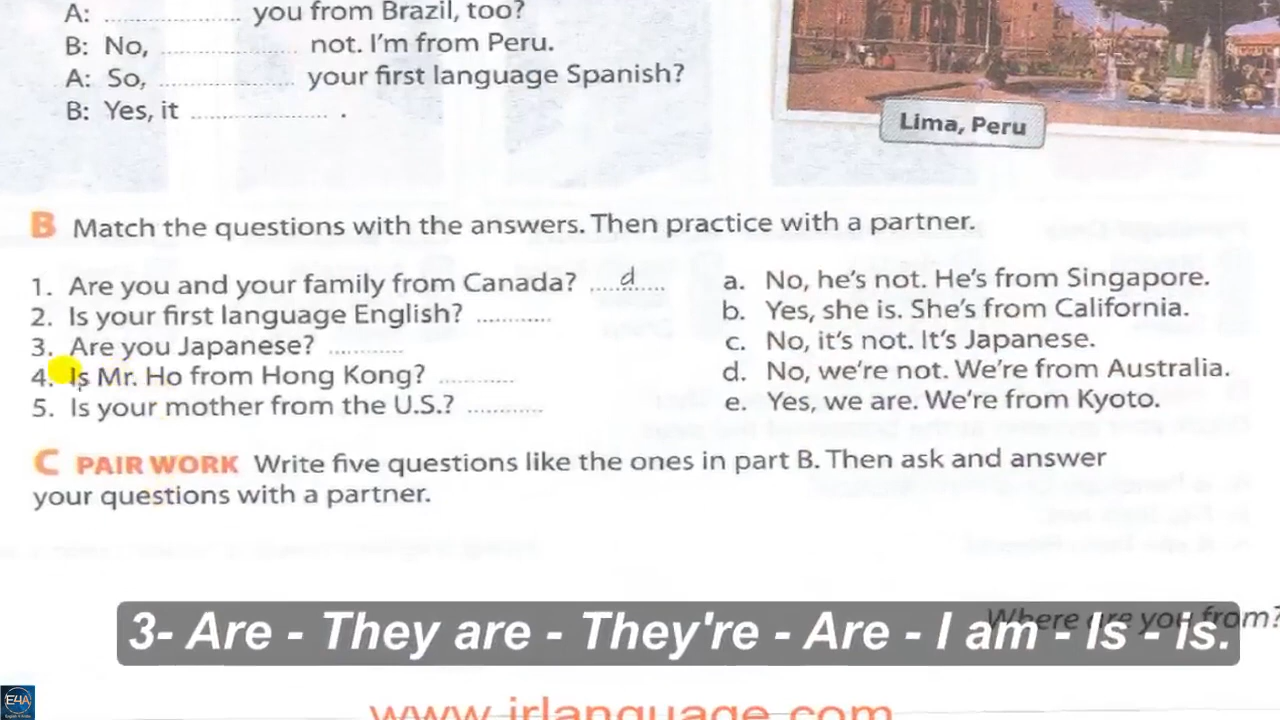 A: .................... you from Brazil, too?
B: No, .................... not. I'm from Peru.
A: So, .................... your first language Spanish?
B: Yes, it .................... .
Lima, Peru
B Match the questions with the answers. Then practice with a partner.
1. Are you and your family from Canada? .....d.....
2. Is your first language English? ............
3. Are you Japanese? ............
4. Is Mr. Ho from Hong Kong? ............
5. Is your mother from the U.S.? ............
a. No, he's not. He's from Singapore.
b. Yes, she is. She's from California.
c. No, it's not. It's Japanese.
d. No, we're not. We're from Australia.
e. Yes, we are. We're from Kyoto.
C PAIR WORK Write five questions like the ones in part B. Then ask and answer
your questions with a partner.
Where are you from?
3- Are - They are - They're - Are - I am - Is - is.
E4A
www.irlanguage.com